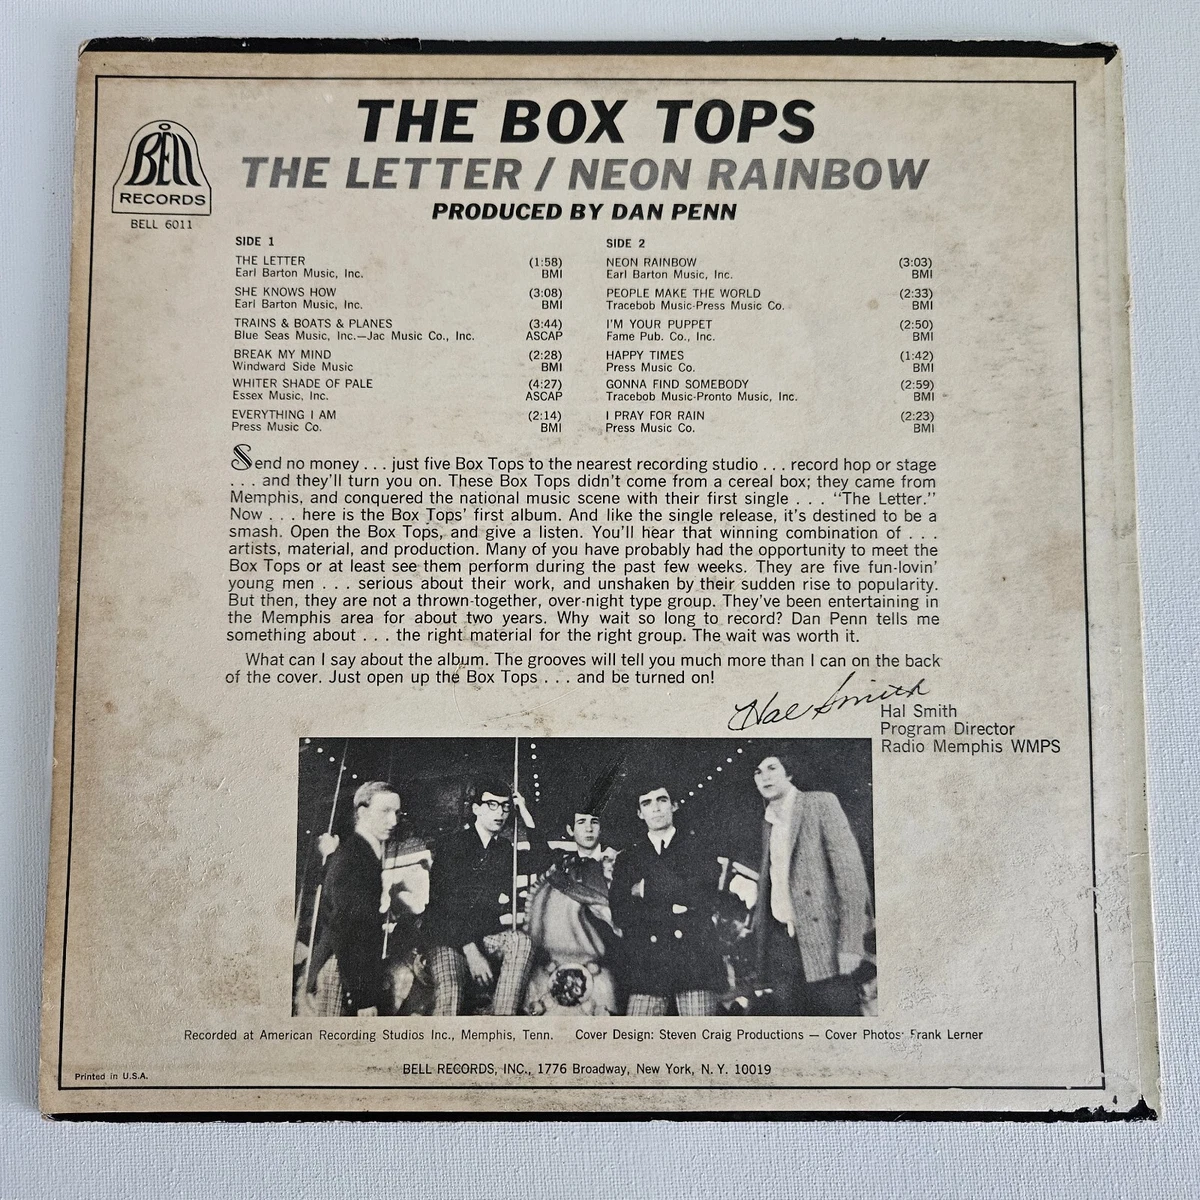 THE BOX TOPS
THE LETTER / NEON RAINBOW
PRODUCED BY DAN PENN
BELL
RECORDS
BELL 6011
SIDE 1
THE LETTER (1:58)
Earl Barton Music, Inc. BMI
SHE KNOWS HOW (3:08)
Earl Barton Music, Inc. BMI
TRAINS & BOATS & PLANES (3:44)
Blue Seas Music, Inc.—Jac Music Co., Inc. ASCAP
BREAK MY MIND (2:28)
Windward Side Music BMI
WHITER SHADE OF PALE (4:27)
Essex Music, Inc. ASCAP
EVERYTHING I AM (2:14)
Press Music Co. BMI
SIDE 2
NEON RAINBOW (3:03)
Earl Barton Music, Inc. BMI
PEOPLE MAKE THE WORLD (2:33)
Tracebob Music-Press Music Co. BMI
I'M YOUR PUPPET (2:50)
Fame Pub. Co., Inc. BMI
HAPPY TIMES (1:42)
Press Music Co. BMI
GONNA FIND SOMEBODY (2:59)
Tracebob Music-Pronto Music, Inc. BMI
I PRAY FOR RAIN (2:23)
Press Music Co. BMI
Send no money . . . just five Box Tops to the nearest recording studio . . . record hop or stage
. . . and they'll turn you on. These Box Tops didn't come from a cereal box; they came from
Memphis, and conquered the national music scene with their first single . . . "The Letter."
Now . . . here is the Box Tops' first album. And like the single release, it's destined to be a
smash. Open the Box Tops, and give a listen. You'll hear that winning combination of . . .
artists, material, and production. Many of you have probably had the opportunity to meet the
Box Tops or at least see them perform during the past few weeks. They are five fun-lovin'
young men . . . serious about their work, and unshaken by their sudden rise to popularity.
But then, they are not a thrown-together, over-night type group. They've been entertaining in
the Memphis area for about two years. Why wait so long to record? Dan Penn tells me
something about . . . the right material for the right group. The wait was worth it.
What can I say about the album. The grooves will tell you much more than I can on the back
of the cover. Just open up the Box Tops . . . and be turned on!
Hal Smith
Hal Smith
Program Director
Radio Memphis WMPS
Recorded at American Recording Studios Inc., Memphis, Tenn. Cover Design: Steven Craig Productions — Cover Photos: Frank Lerner
BELL RECORDS, INC., 1776 Broadway, New York, N. Y. 10019
Printed in U.S.A.